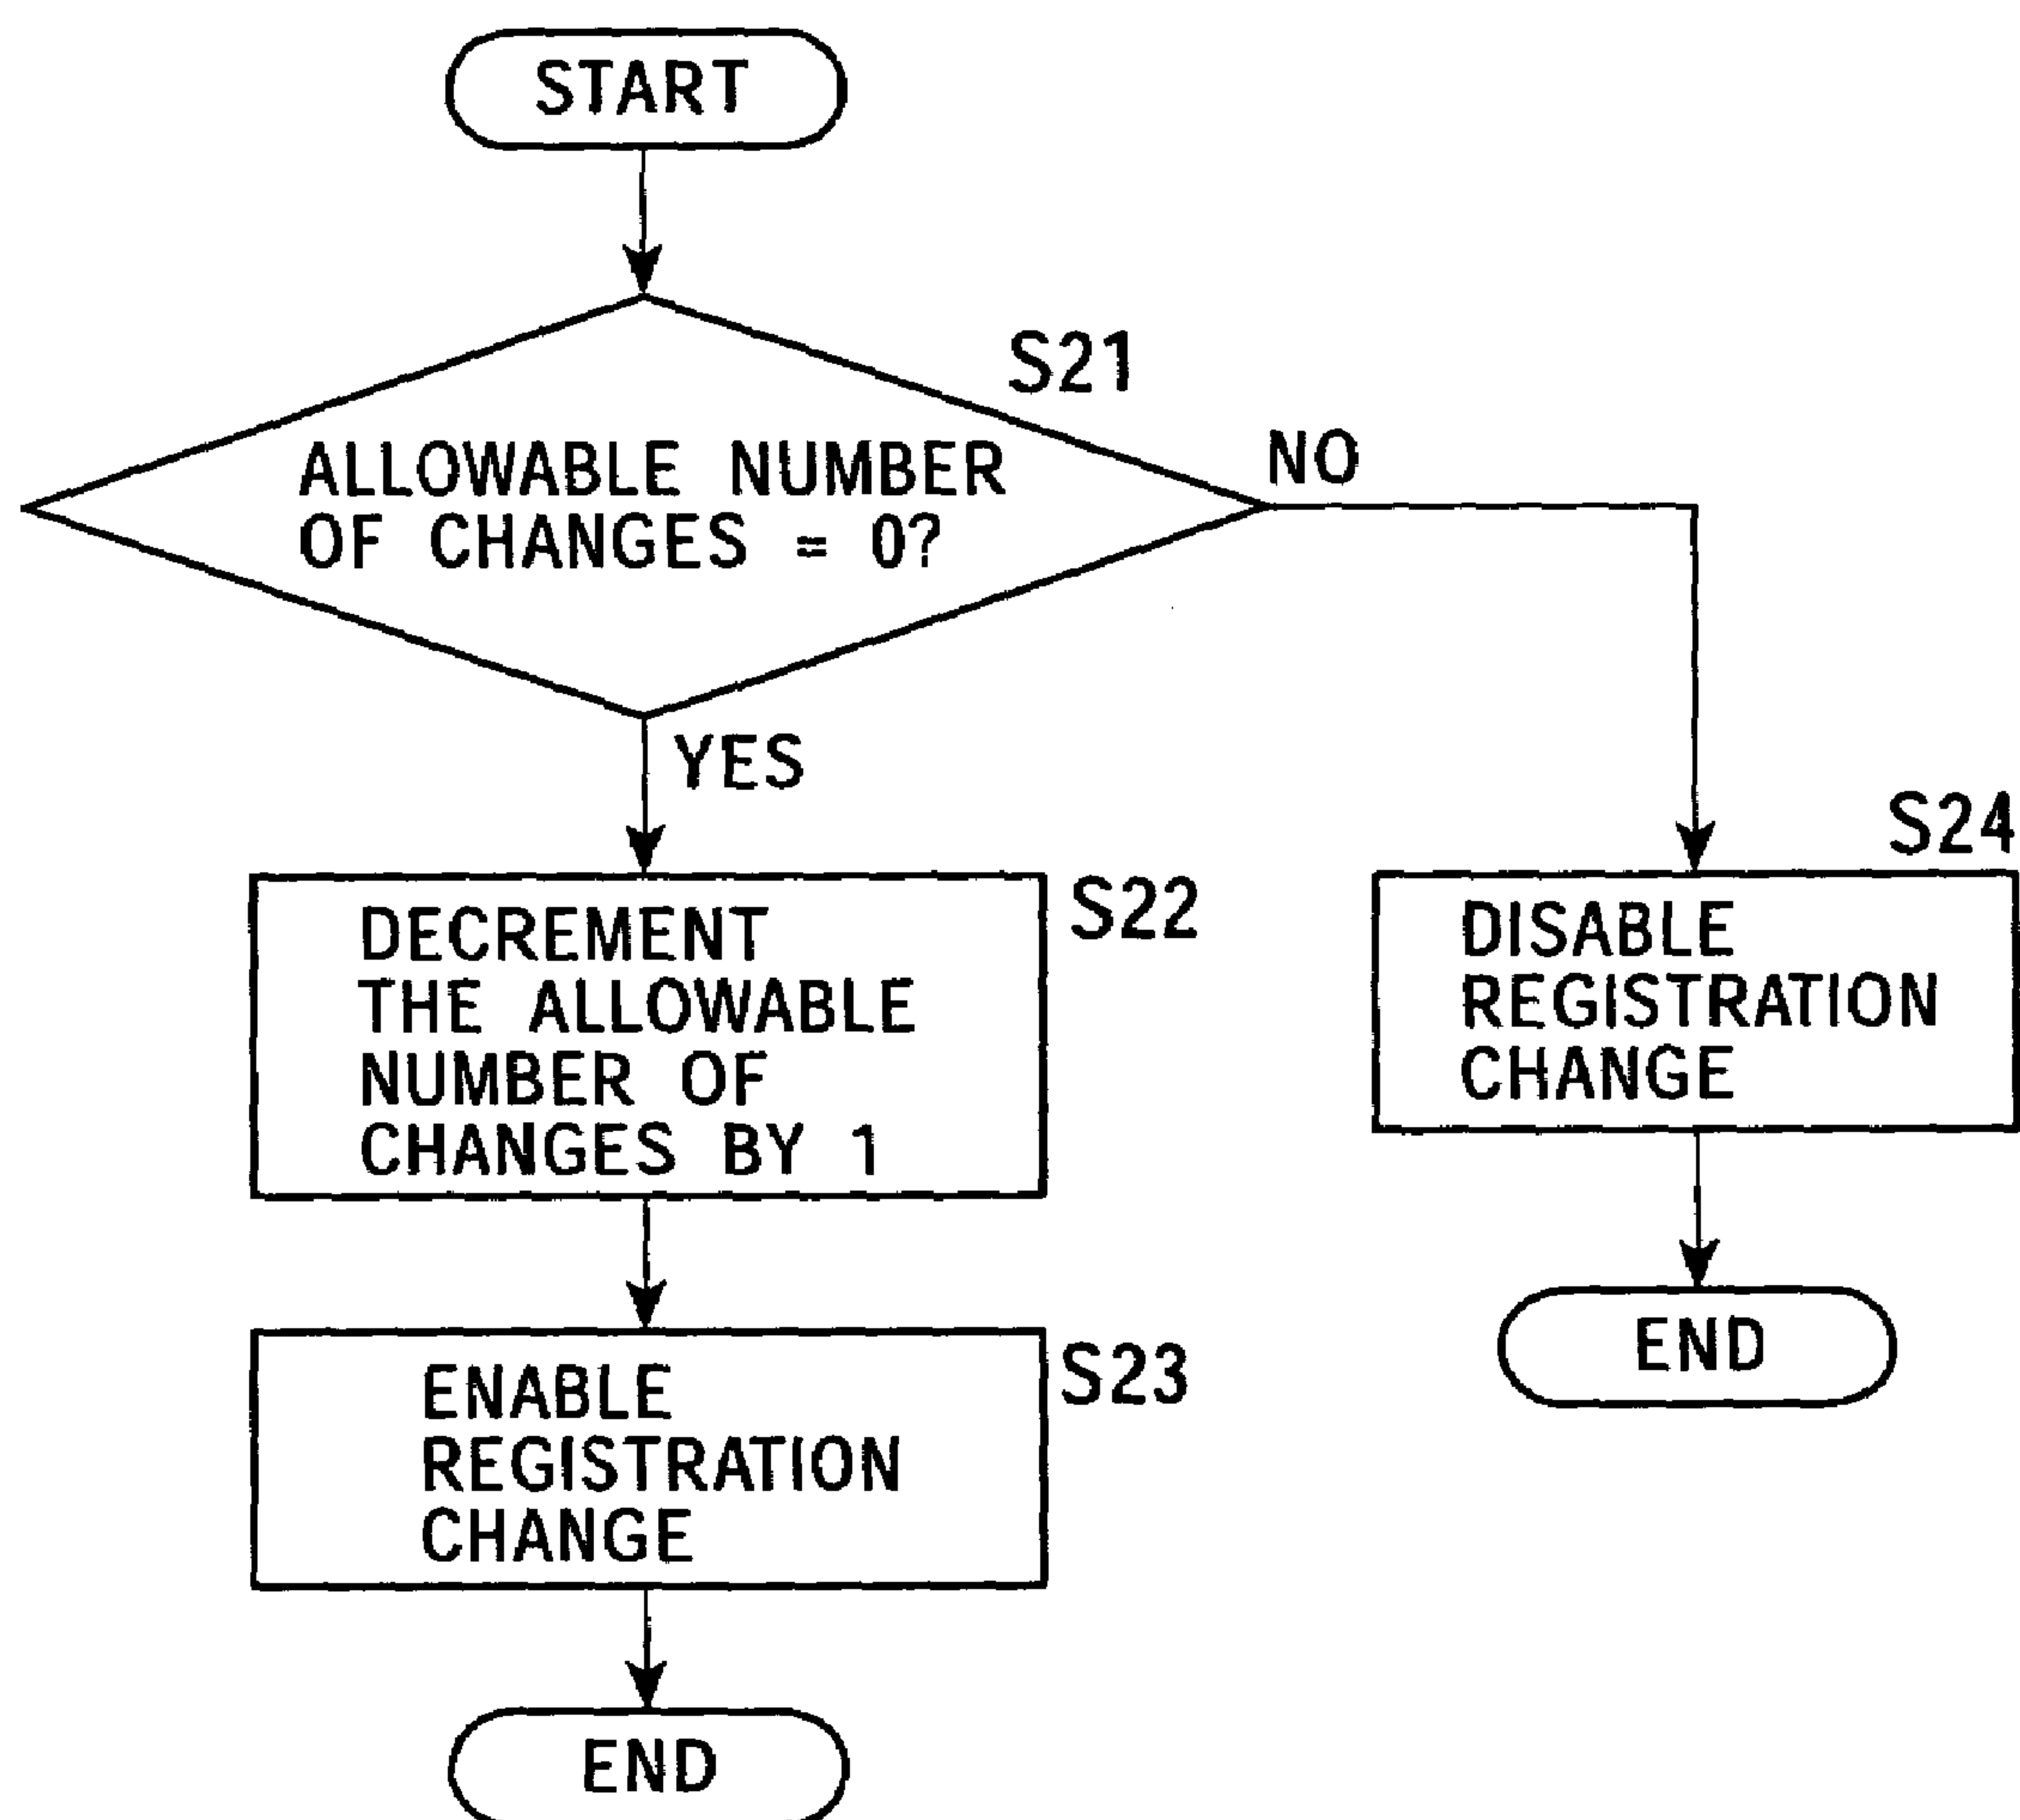 START
S21
ALLOWABLE NUMBER
OF CHANGES = 0?
NO
YES
S22
DECREMENT
THE ALLOWABLE
NUMBER OF
CHANGES BY 1
S24
DISABLE
REGISTRATION
CHANGE
END
S23
ENABLE
REGISTRATION
CHANGE
END